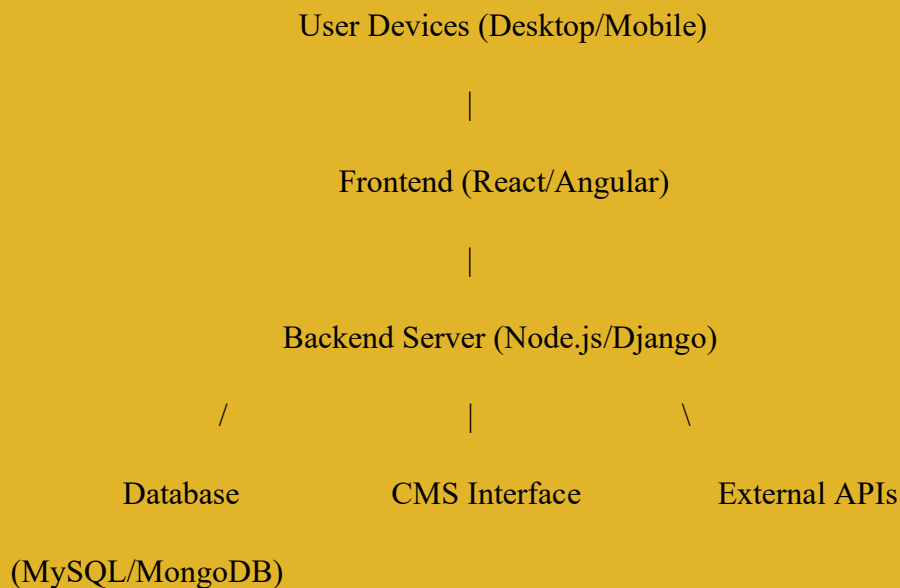 User Devices (Desktop/Mobile)
|
Frontend (React/Angular)
|
Backend Server (Node.js/Django)
/ | \
Database CMS Interface External APIs
(MySQL/MongoDB)